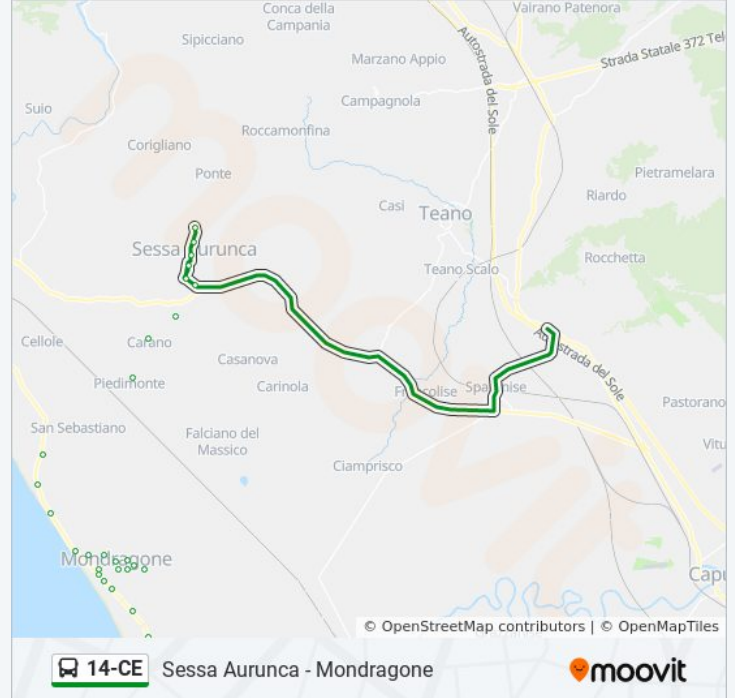 Conca della
Campania
Vairano Patenora
Sipicciano
Autostrada del Sole
Strada Statale 372 Tel
Marzano Appio
Campagnola
Suio
Roccamonfina
Corigliano
Ponte
Pietramelara
Riardo
Casi
Teano
Sessa Aurunca
Rocchetta
Teano Scalo
Autostrada del Sole
Cellole
Carano
Casanova
Piedimonte
Carinola
Francolise
Sparanise
Pastorano
San Sebastiano
Falciano del
Massico
Vitu
Ciamprisco
Mondragone
Capu
moovit
© OpenStreetMap contributors | © OpenMapTiles
14-CE
Sessa Aurunca - Mondragone
moovit